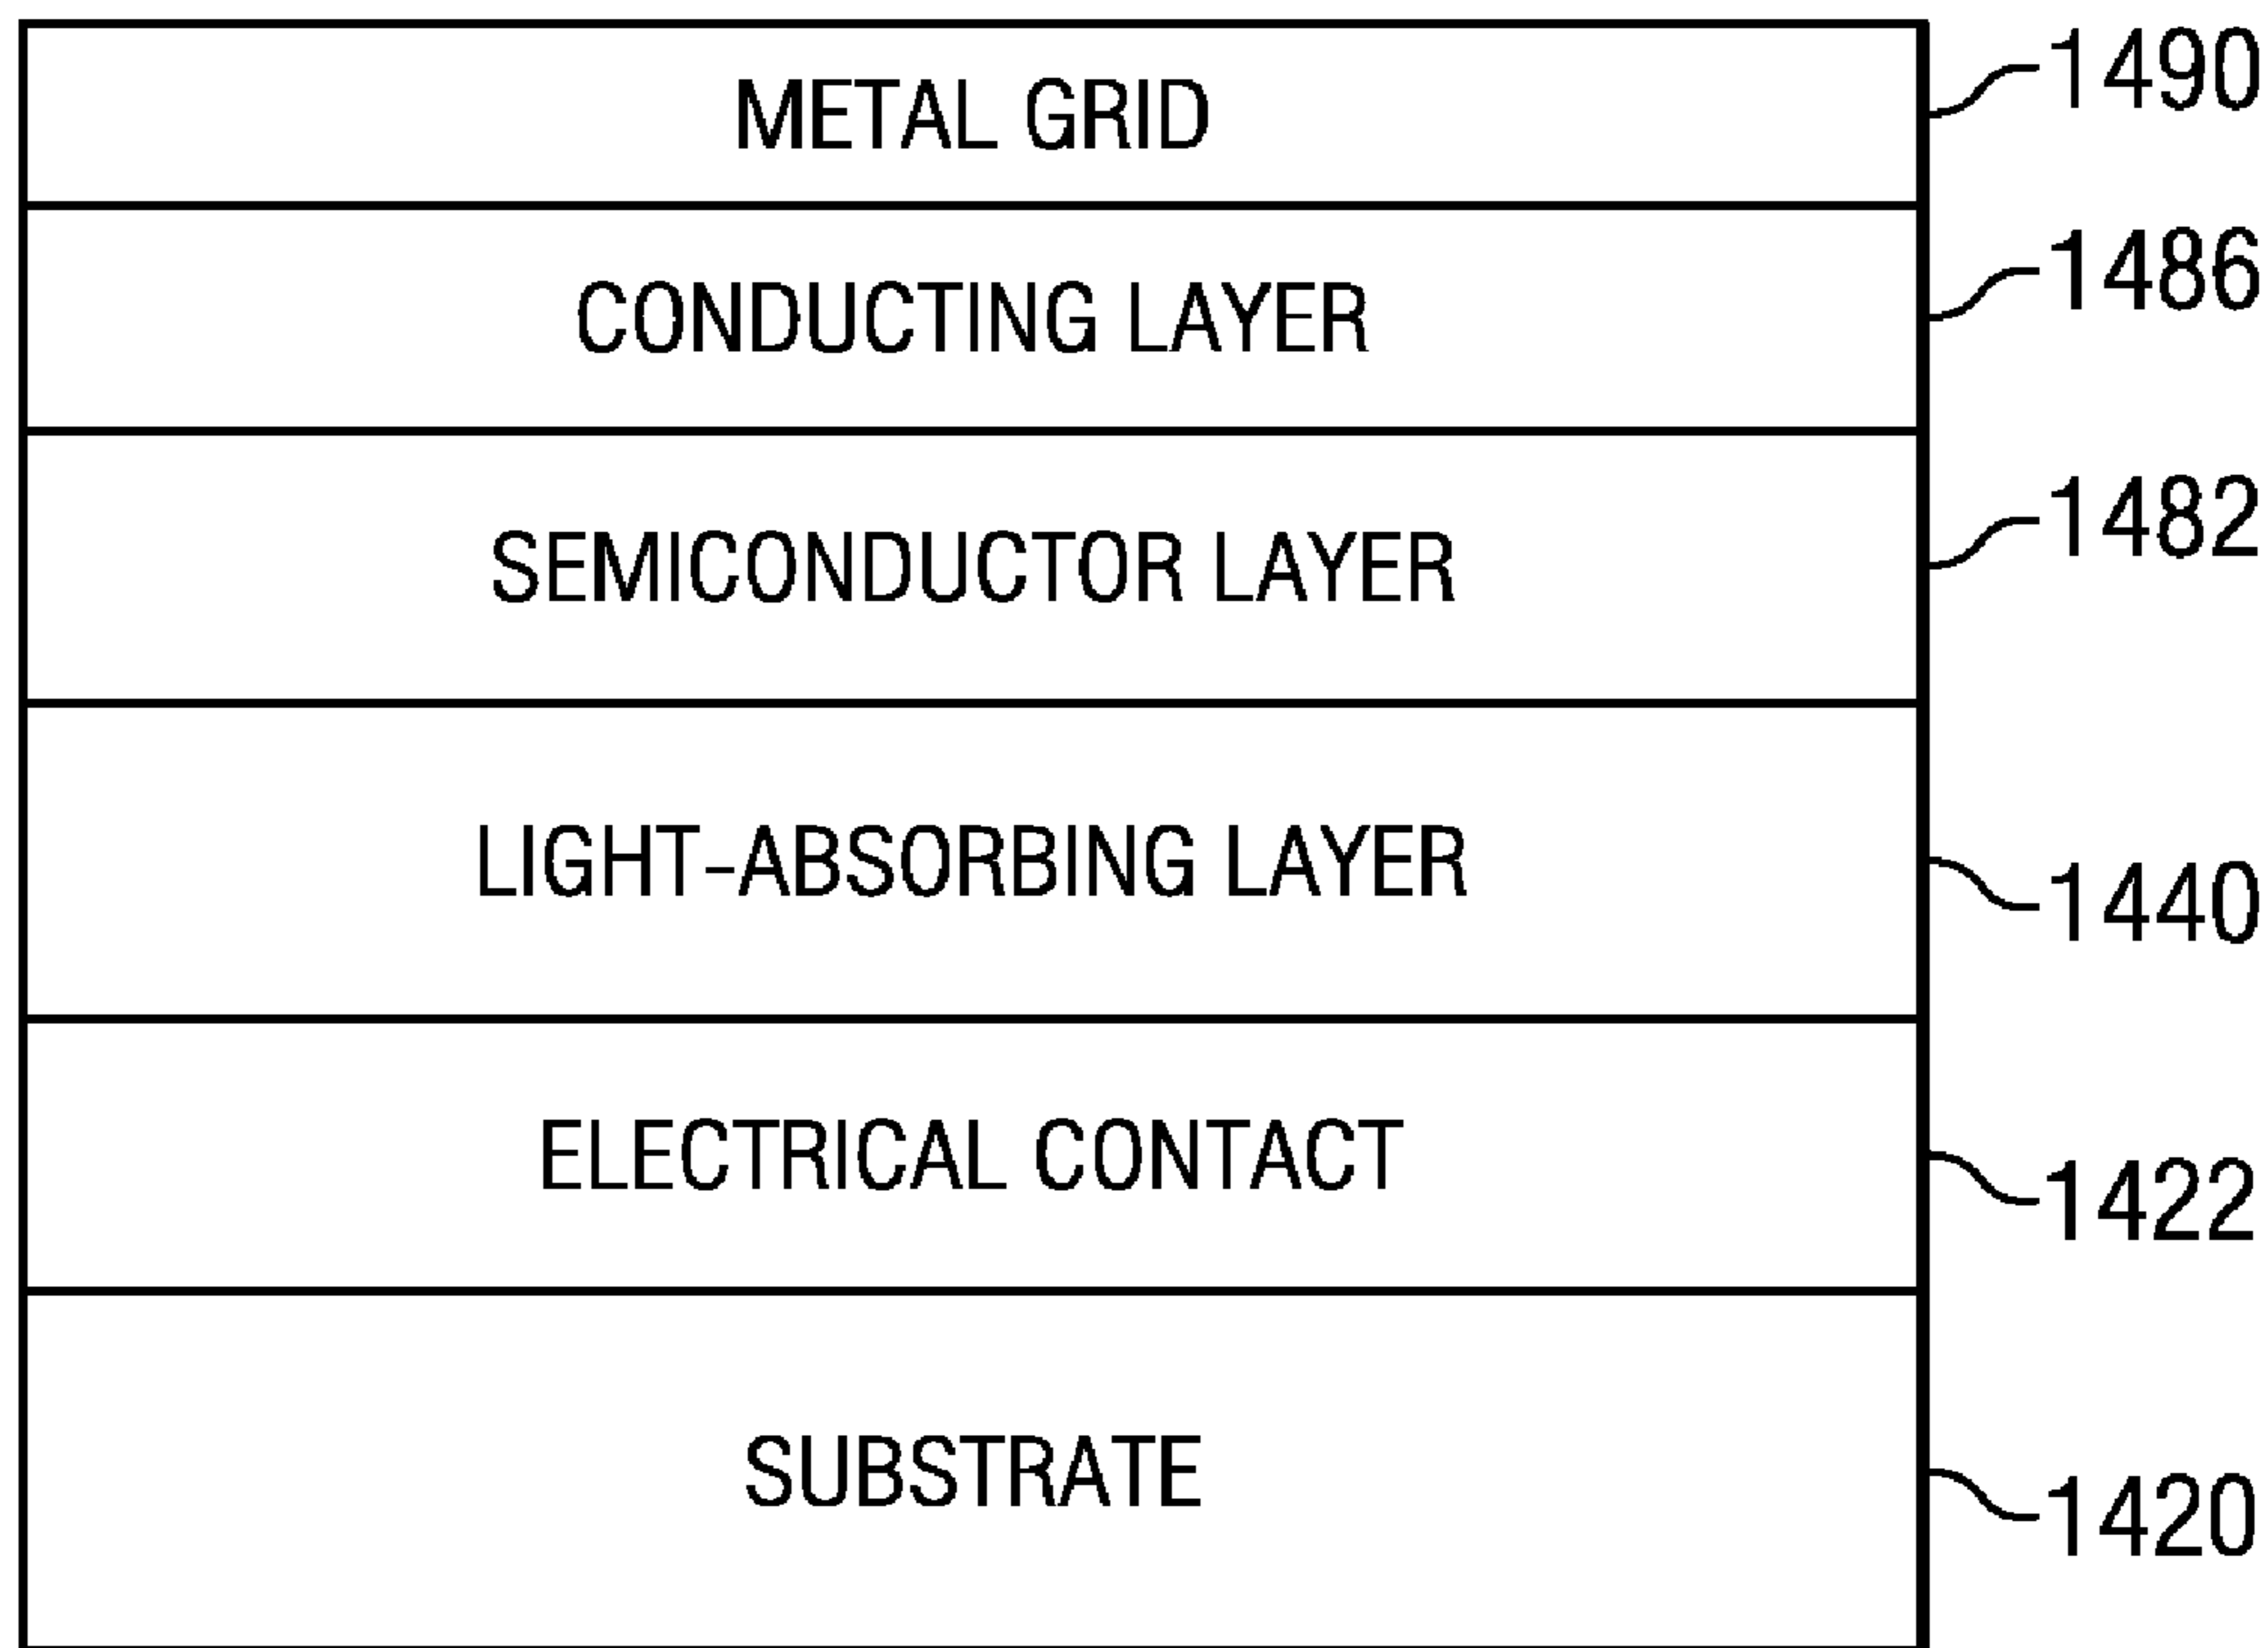 METAL GRID 1490
CONDUCTING LAYER 1486
SEMICONDUCTOR LAYER 1482
LIGHT-ABSORBING LAYER 1440
ELECTRICAL CONTACT 1422
SUBSTRATE 1420